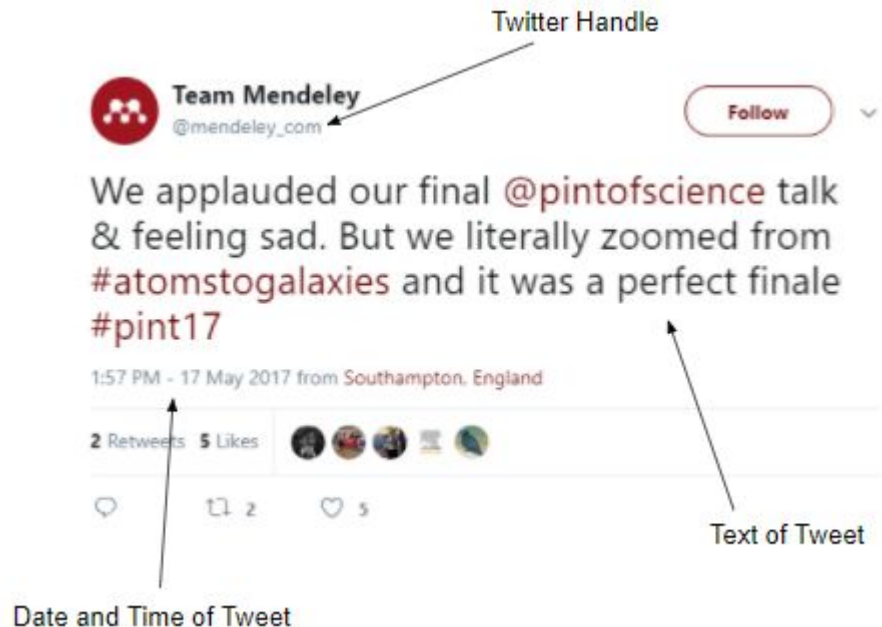 Twitter Handle
Team Mendeley
@mendeley_com
Follow
We applauded our final @pintofscience talk
& feeling sad. But we literally zoomed from
#atomstogalaxies and it was a perfect finale
#pint17
1:57 PM - 17 May 2017 from Southampton, England
2 Retweets 5 Likes
2 5
Text of Tweet
Date and Time of Tweet